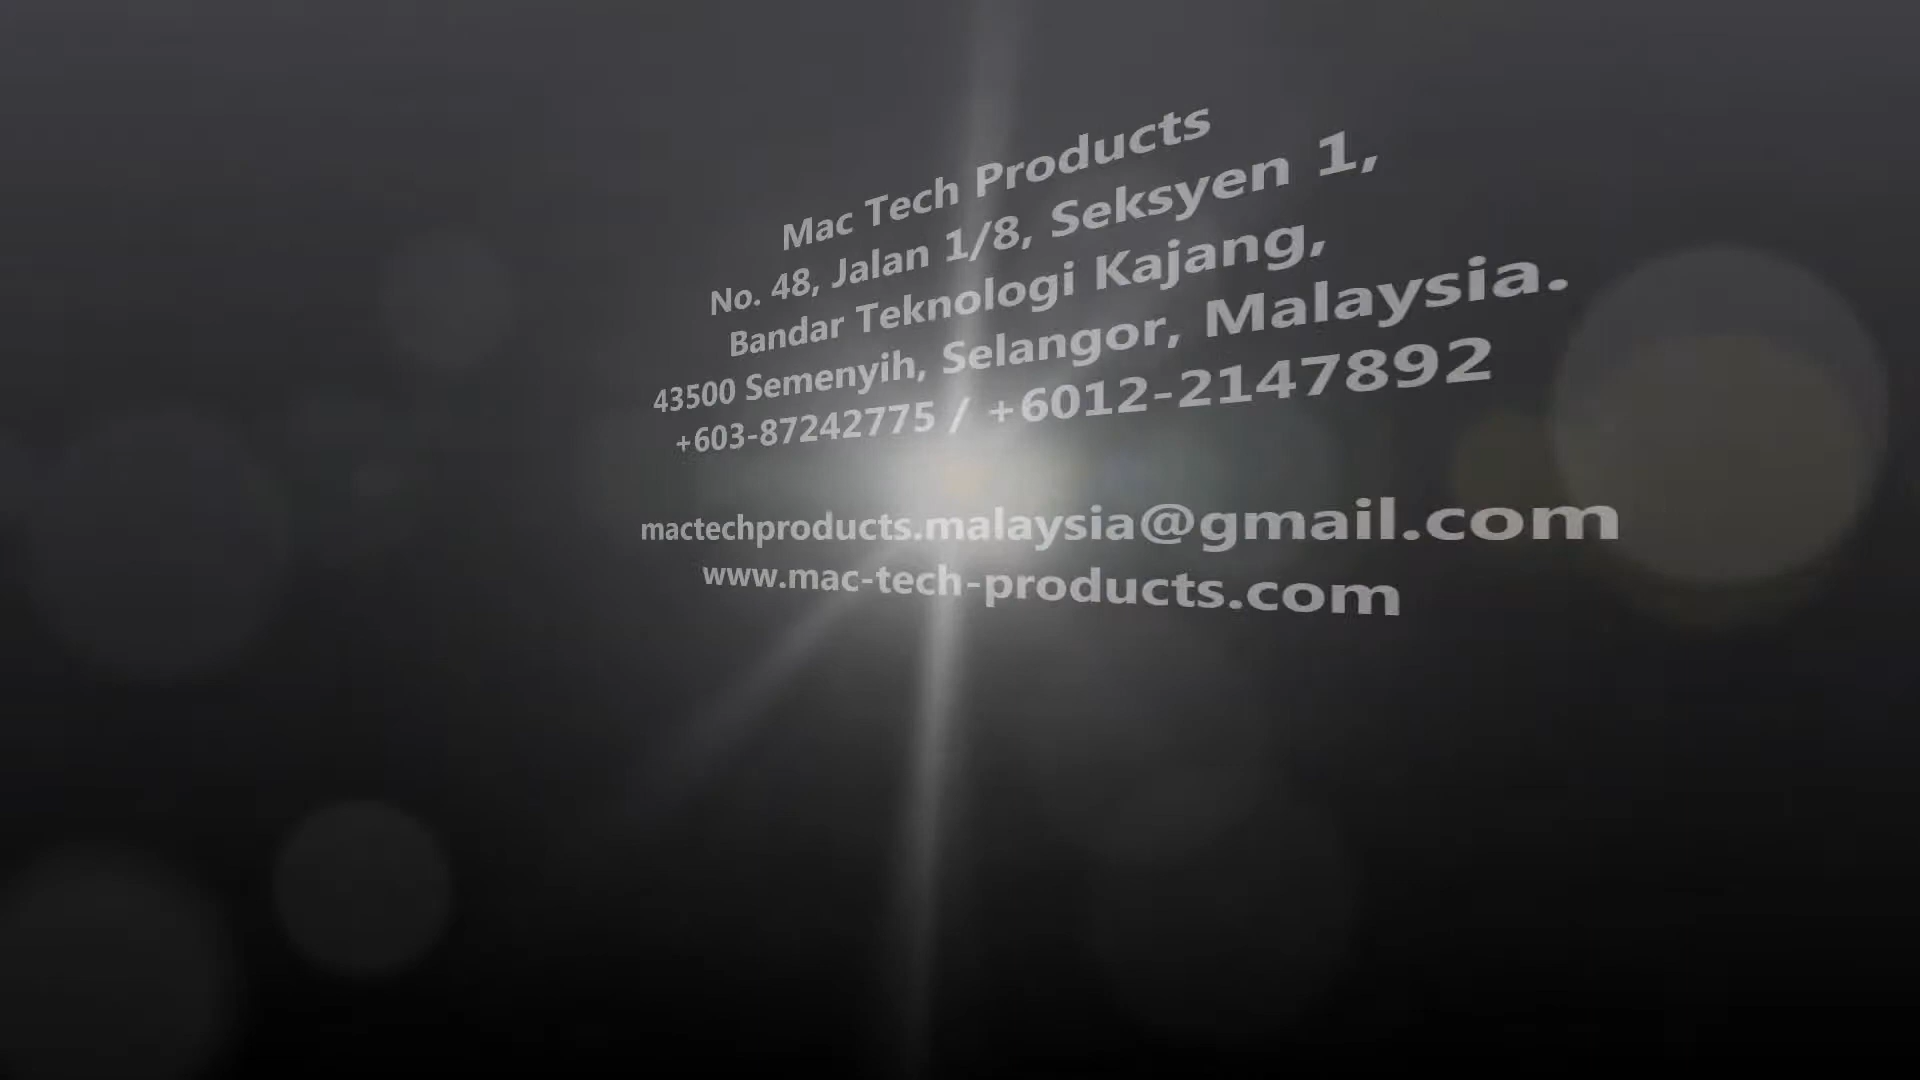 Mac Tech Products
No. 48, Jalan 1/8, Seksyen 1,
Bandar Teknologi Kajang,
43500 Semenyih, Selangor, Malaysia.
+603-87242775 / +6012-2147892
mactechproducts.malaysia@gmail.com
www.mac-tech-products.com